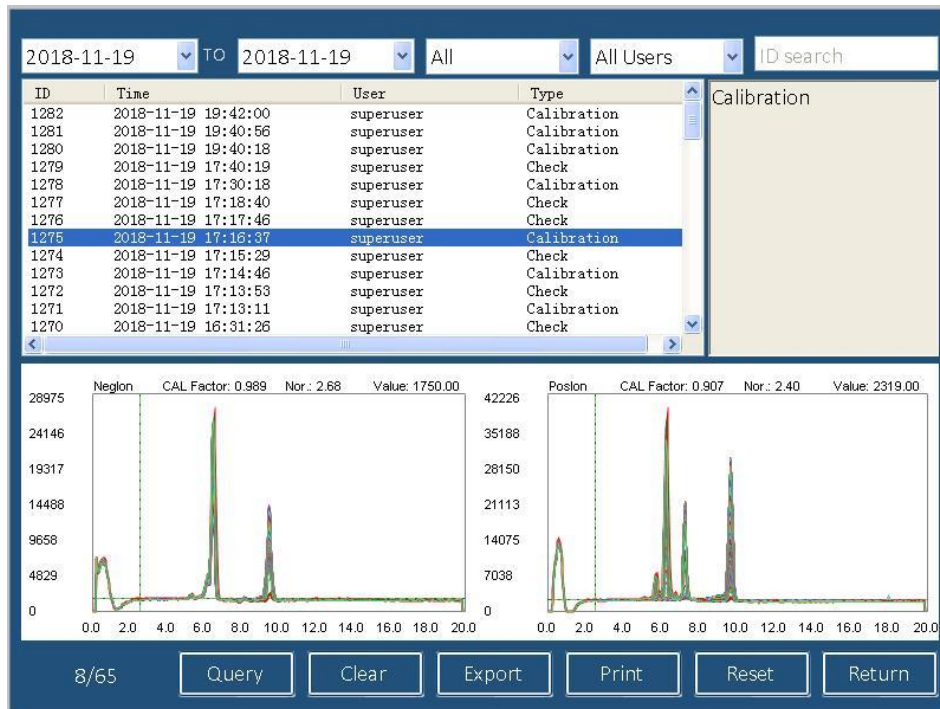 2018-11-19 TO 2018-11-19 All All Users ID search
ID Time User Type
1282 2018-11-19 19:42:00 superuser Calibration
1281 2018-11-19 19:40:56 superuser Calibration
1280 2018-11-19 19:40:18 superuser Calibration
1279 2018-11-19 17:40:19 superuser Check
1278 2018-11-19 17:30:18 superuser Calibration
1277 2018-11-19 17:18:40 superuser Check
1276 2018-11-19 17:17:46 superuser Check
1275 2018-11-19 17:16:37 superuser Calibration
1274 2018-11-19 17:15:29 superuser Check
1273 2018-11-19 17:14:46 superuser Calibration
1272 2018-11-19 17:13:53 superuser Check
1271 2018-11-19 17:13:11 superuser Calibration
1270 2018-11-19 16:31:26 superuser Check
Calibration
NegIon CAL Factor: 0.989 Nor.: 2.68 Value: 1750.00
28975
24146
19317
14488
9658
4829
0
0.0 2.0 4.0 6.0 8.0 10.0 12.0 14.0 16.0 18.0 20.0
PosIon CAL Factor: 0.907 Nor.: 2.40 Value: 2319.00
42226
35188
28150
21113
14075
7038
0
0.0 2.0 4.0 6.0 8.0 10.0 12.0 14.0 16.0 18.0 20.0
8/65 Query Clear Export Print Reset Return